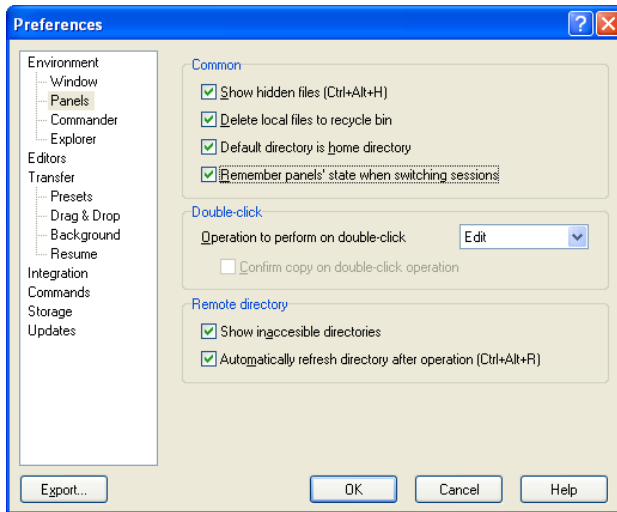 Preferences
Environment
Window
Panels
Commander
Explorer
Editors
Transfer
Presets
Drag & Drop
Background
Resume
Integration
Commands
Storage
Updates
Common
Show hidden files (Ctrl+Alt+H)
Delete local files to recycle bin
Default directory is home directory
Remember panels' state when switching sessions
Double-click
Operation to perform on double-click Edit
Confirm copy on double-click operation
Remote directory
Show inaccesible directories
Automatically refresh directory after operation (Ctrl+Alt+R)
Export... OK Cancel Help